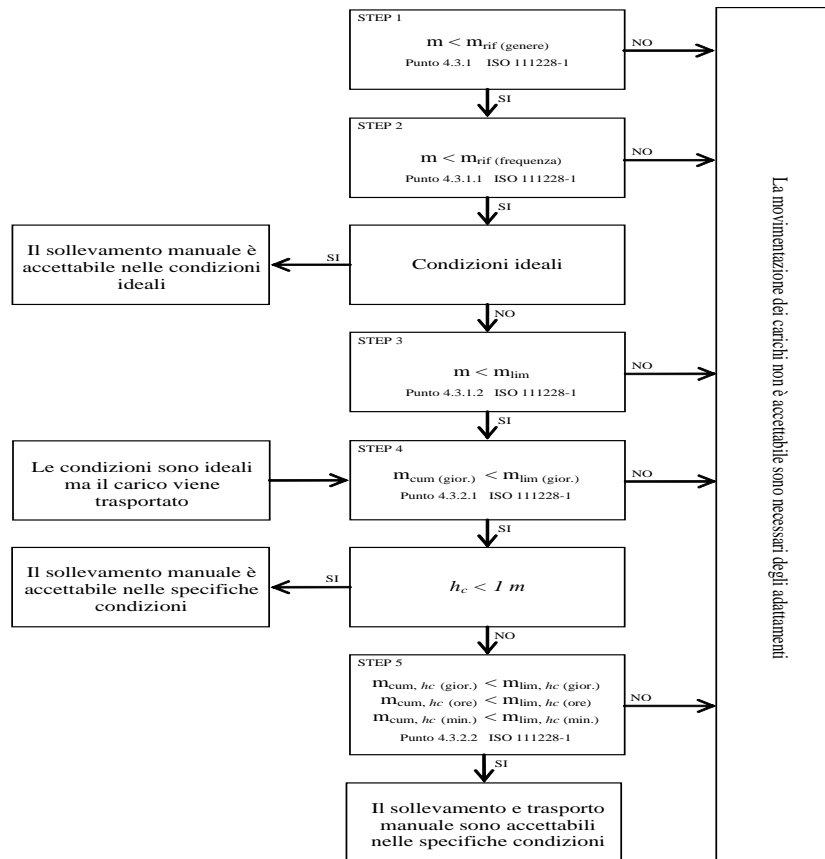 STEP 1
m < mrif (genere)
Punto 4.3.1 ISO 111228-1
NO
SI
STEP 2
m < mrif (frequenza)
Punto 4.3.1.1 ISO 111228-1
NO
SI
Il sollevamento manuale è
accettabile nelle condizioni
ideali
SI
Condizioni ideali
NO
STEP 3
m < mlim
Punto 4.3.1.2 ISO 111228-1
NO
SI
Le condizioni sono ideali
ma il carico viene
trasportato
STEP 4
mcum (gior.) < mlim (gior.)
Punto 4.3.2.1 ISO 111228-1
NO
SI
Il sollevamento manuale è
accettabile nelle specifiche
condizioni
SI
hc < 1 m
NO
STEP 5
mcum, hc (gior.) < mlim, hc (gior.)
mcum, hc (ore) < mlim, hc (ore)
mcum, hc (min.) < mlim, hc (min.)
Punto 4.3.2.2 ISO 111228-1
NO
SI
Il sollevamento e trasporto
manuale sono accettabili
nelle specifiche condizioni
La movimentazione dei carichi non è accettabile sono necessari degli adattamenti